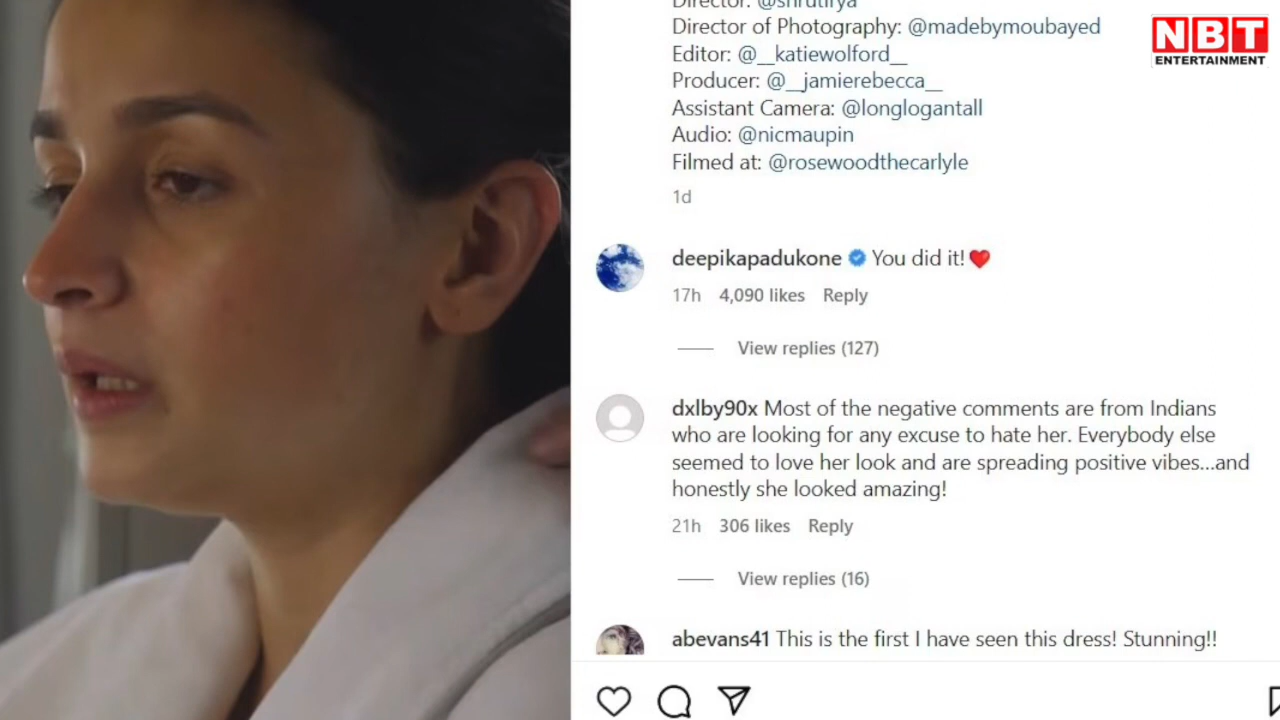 Director: @shrutirya
Director of Photography: @madebymoubayed
Editor: @__katiewolford__
Producer: @__jamierebecca__
Assistant Camera: @longlogantall
Audio: @nicmaupin
Filmed at: @rosewoodthecarlyle
1d
NBT
ENTERTAINMENT
deepikapadukone You did it!❤️
17h 4,090 likes Reply
View replies (127)
dxlby90x Most of the negative comments are from Indians
who are looking for any excuse to hate her. Everybody else
seemed to love her look and are spreading positive vibes...and
honestly she looked amazing!
21h 306 likes Reply
View replies (16)
abevans41 This is the first I have seen this dress! Stunning!!